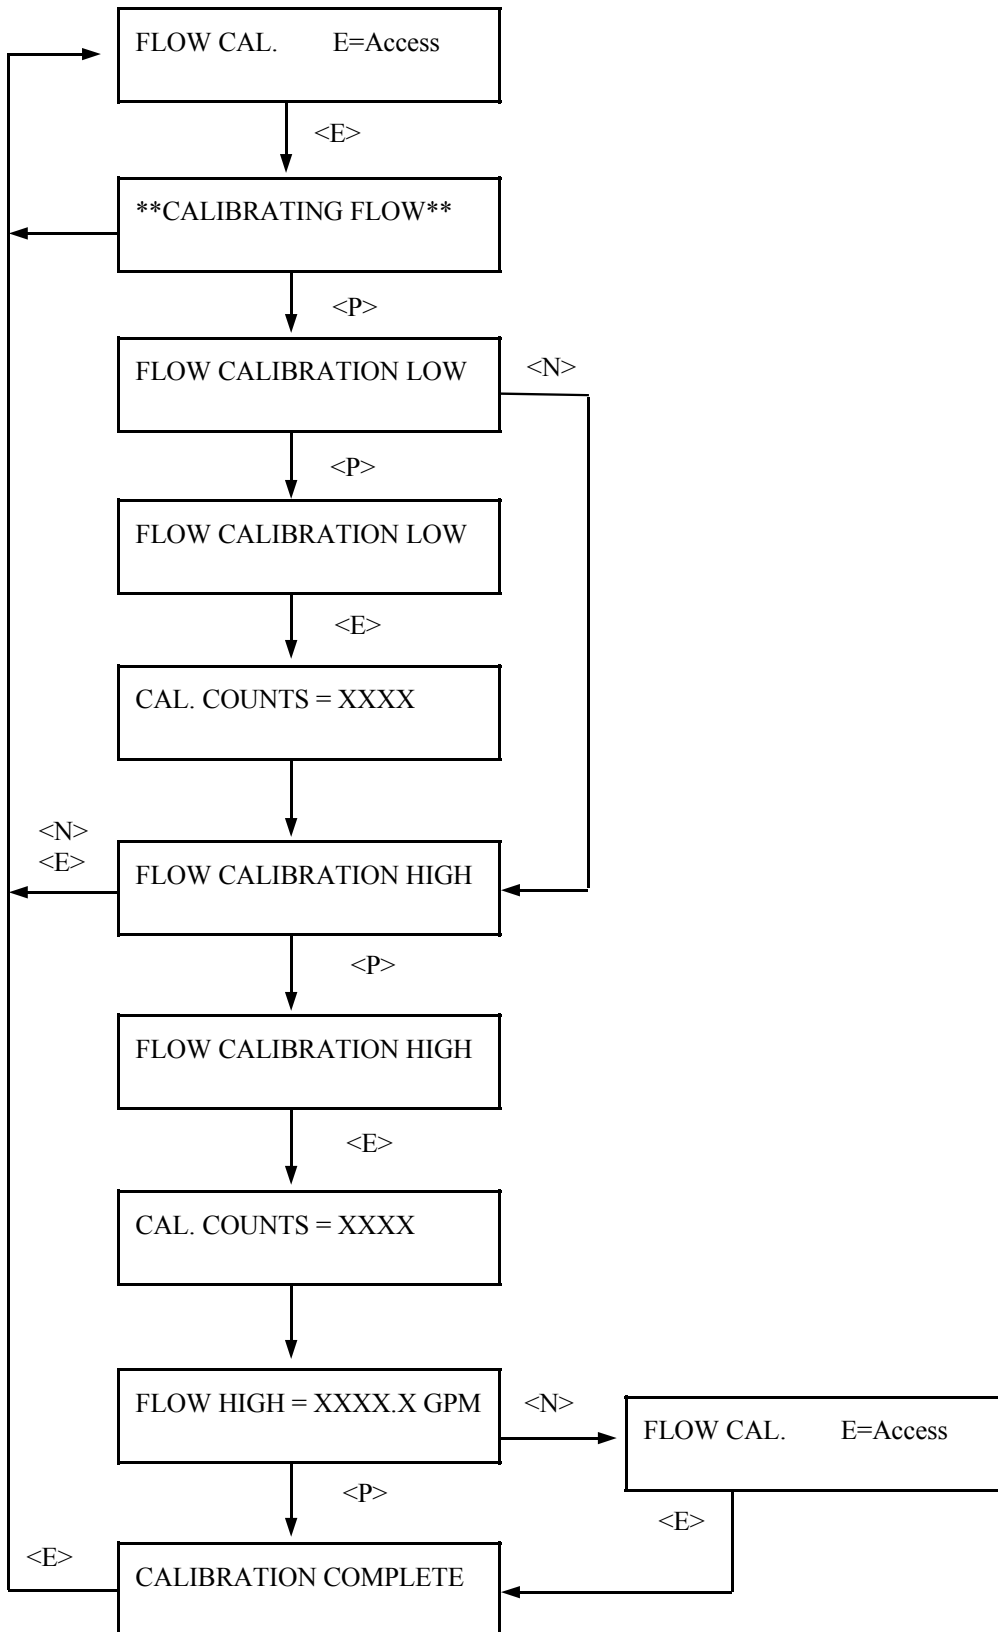 FLOW CAL. E=Access
<E>
**CALIBRATING FLOW**
<P>
FLOW CALIBRATION LOW
<N>
<P>
FLOW CALIBRATION LOW
<E>
CAL. COUNTS = XXXX
<N>
<E>
FLOW CALIBRATION HIGH
<P>
FLOW CALIBRATION HIGH
<E>
CAL. COUNTS = XXXX
FLOW HIGH = XXXX.X GPM
<N>
FLOW CAL. E=Access
<P>
<E>
<E>
CALIBRATION COMPLETE